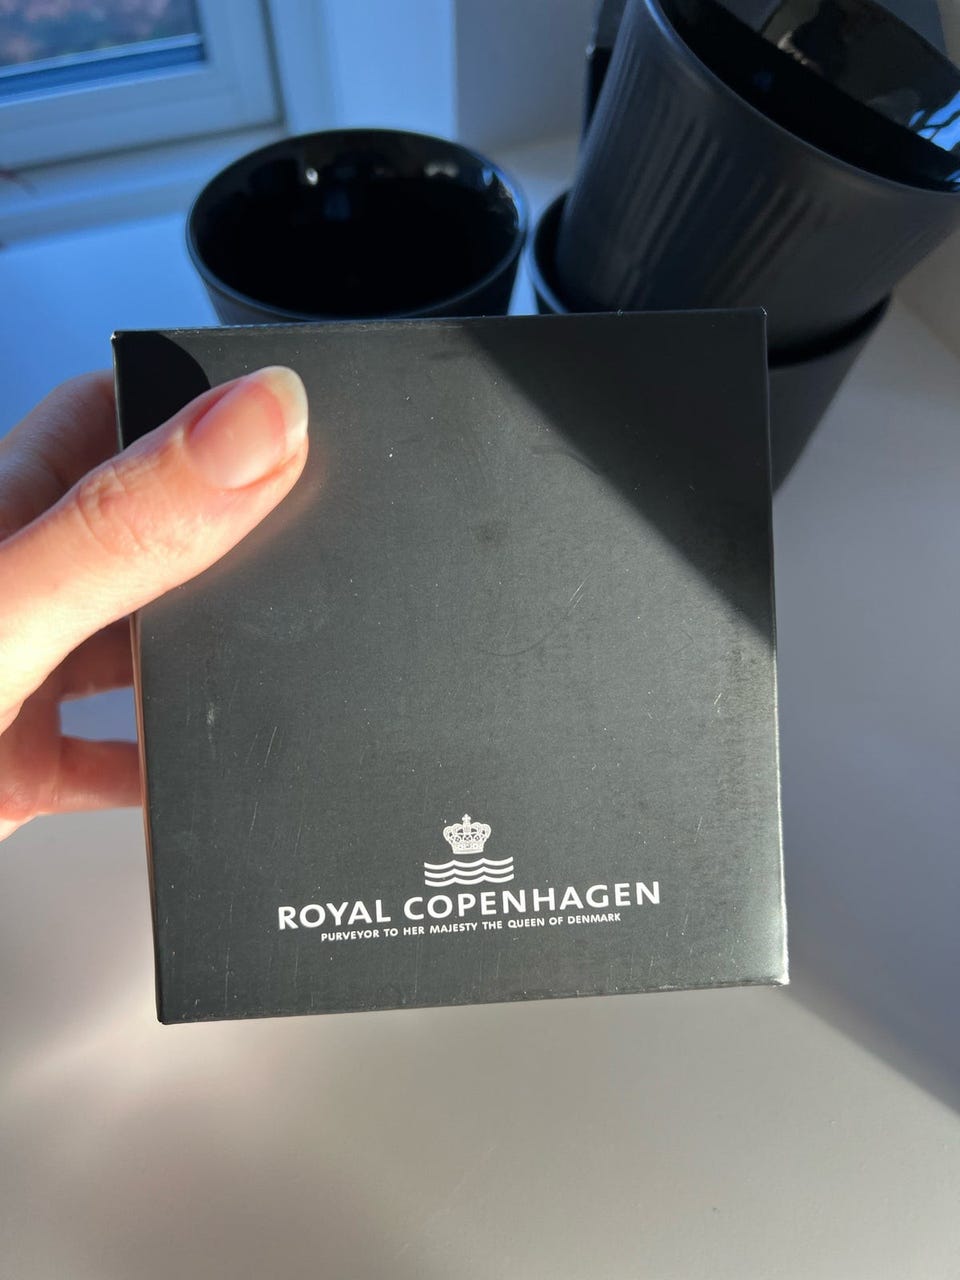 ROYAL COPENHAGEN
PURVEYOR TO HER MAJESTY THE QUEEN OF DENMARK